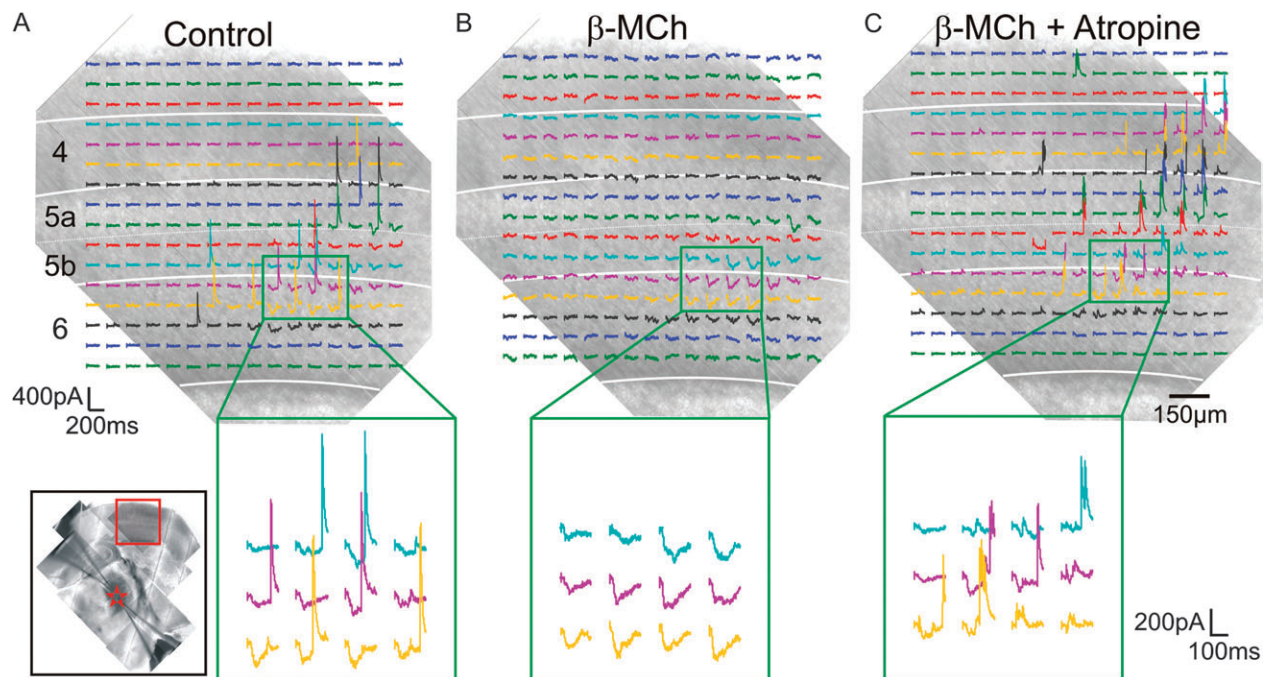 A
Control
B
β-MCh
C
β-MCh + Atropine
4
5a
5b
6
400pA
200ms
150μm
200pA
100ms